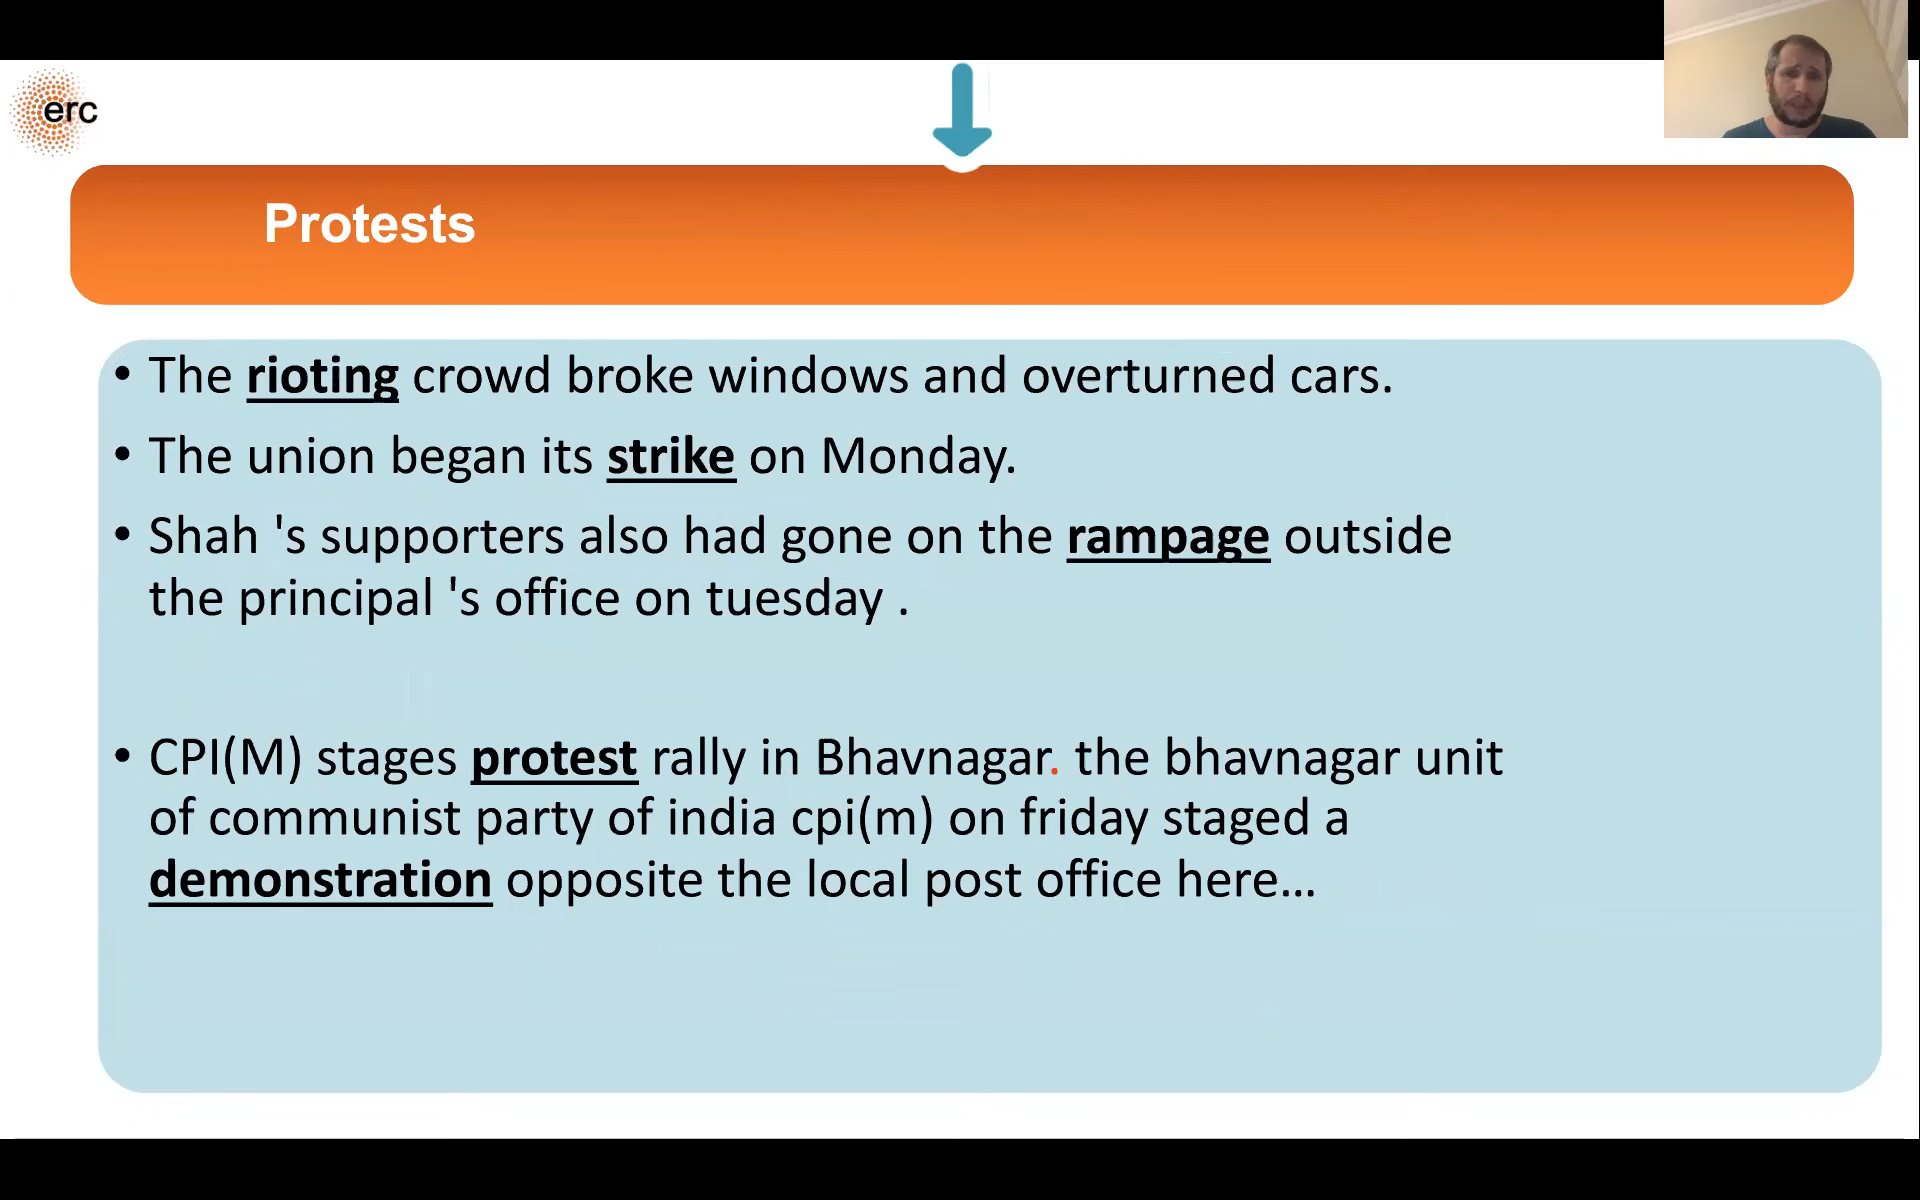 erc
Protests
• The rioting crowd broke windows and overturned cars.
• The union began its strike on Monday.
• Shah 's supporters also had gone on the rampage outside
the principal 's office on tuesday .
• CPI(M) stages protest rally in Bhavnagar. the bhavnagar unit
of communist party of india cpi(m) on friday staged a
demonstration opposite the local post office here...